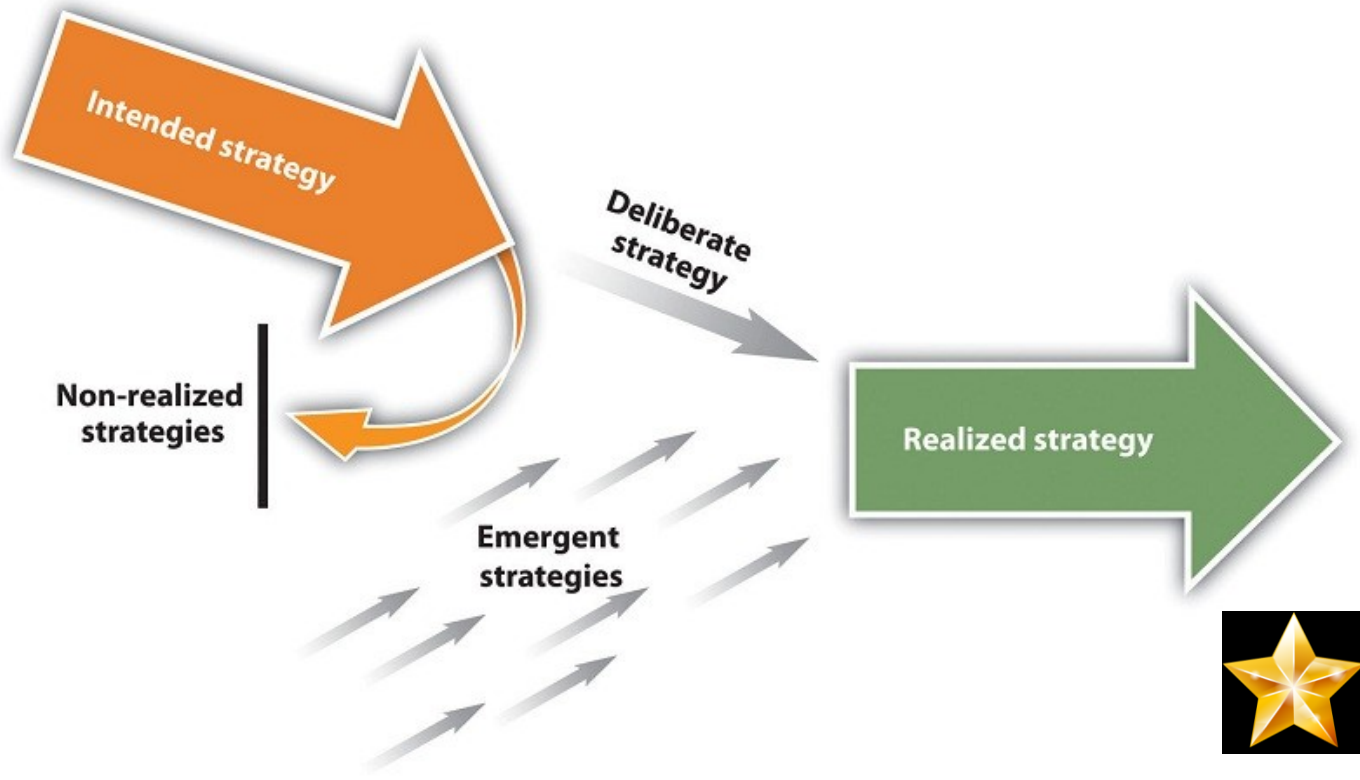 Intended strategy
Deliberate
strategy
Non-realized
strategies
Realized strategy
Emergent
strategies